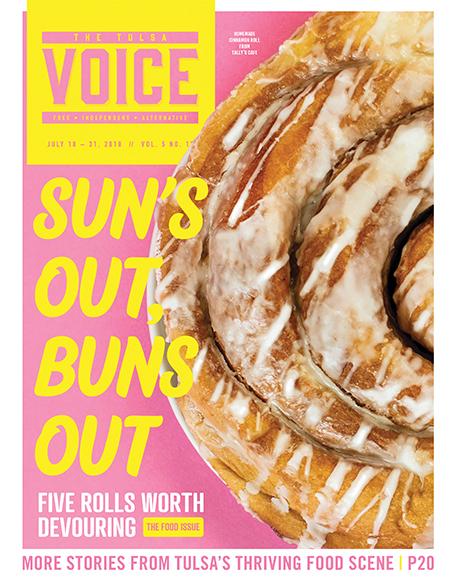 THE TULSA
VOICE
FREE • INDEPENDENT • ALTERNATIVE
JULY 18 – 31, 2018 // VOL. 5 NO.
HOMEMADE
CINNAMON ROLL
FROM
TALLY'S CAFE
SUN'S
OUT,
BUNS
OUT
FIVE ROLLS WORTH
DEVOURING THE FOOD ISSUE
MORE STORIES FROM TULSA'S THRIVING FOOD SCENE | P20